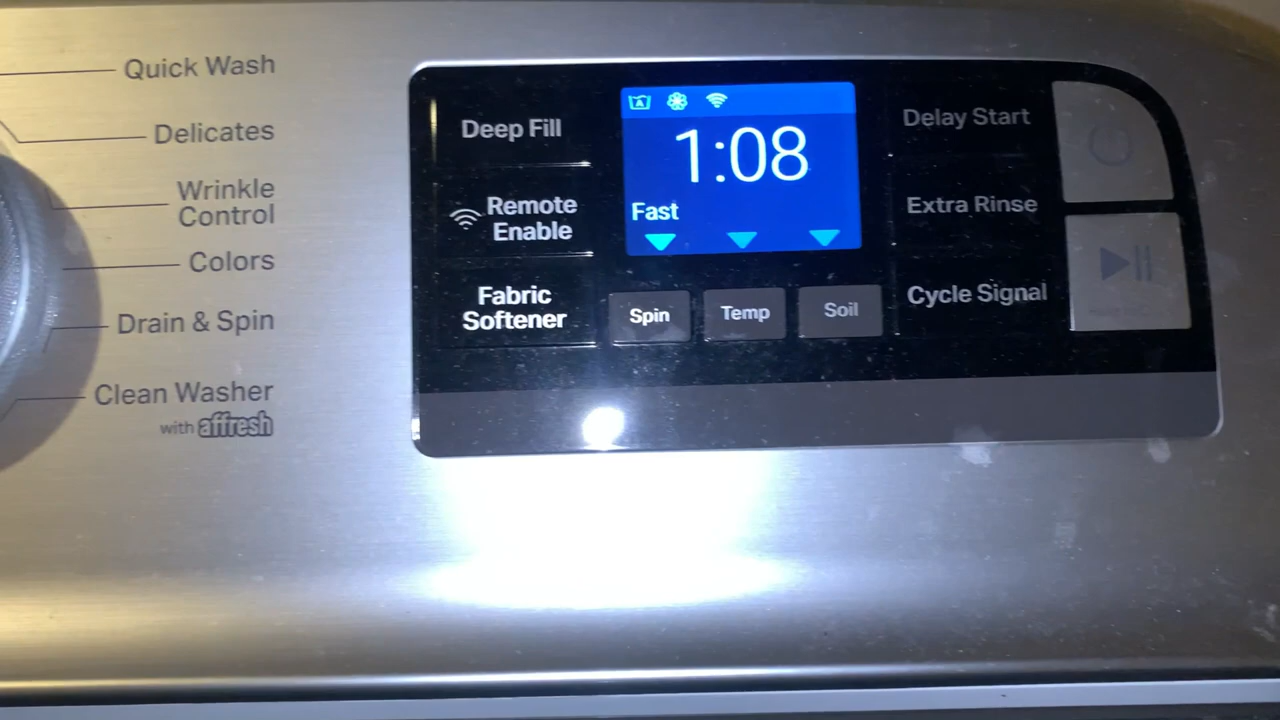 Quick Wash
Delicates
Wrinkle
Control
Colors
Drain & Spin
Clean Washer
with affresh
Deep Fill
Remote
Enable
Fabric
Softener
A
1:08
Fast
Spin
Temp
Soil
Delay Start
Extra Rinse
Cycle Signal